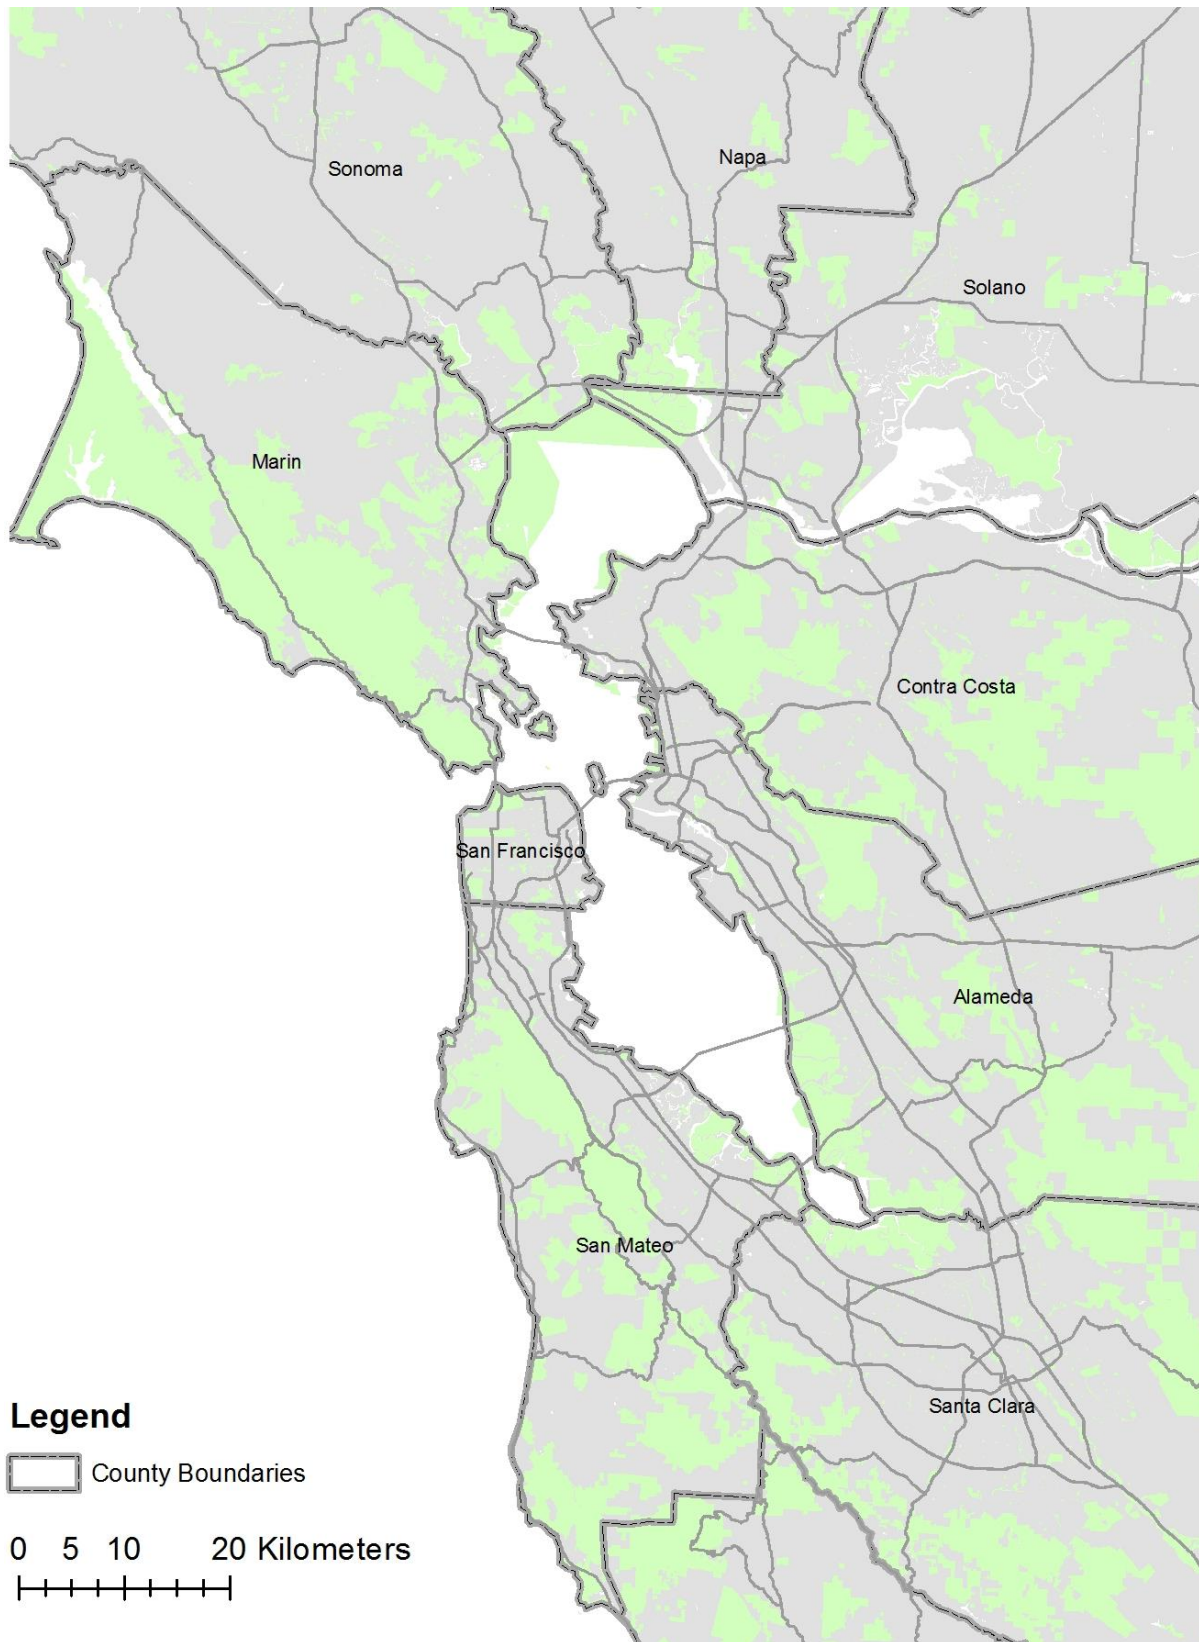 Napa
Sonoma
Solano
Marin
Contra Costa
San Francisco
Alameda
San Mateo
Santa Clara
Legend
County Boundaries
0 5 10 20 Kilometers